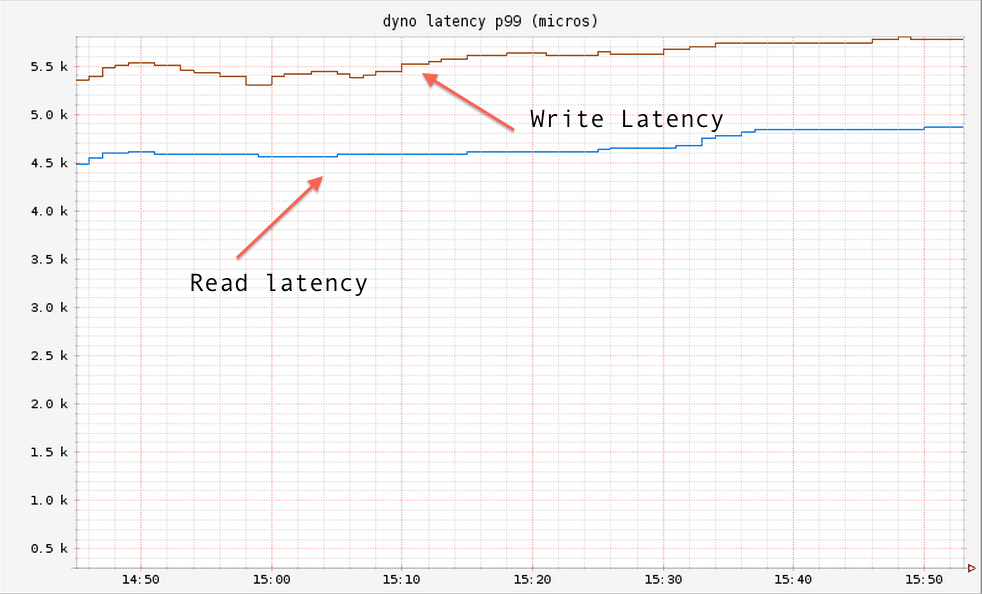 dyno latency p99 (micros)
5.5 k
Write Latency
5.0 k
4.5 k
4.0 k
3.5 k
Read latency
3.0 k
2.5 k
2.0 k
1.5 k
1.0 k
0.5 k
14:50 15:00 15:10 15:20 15:30 15:40 15:50